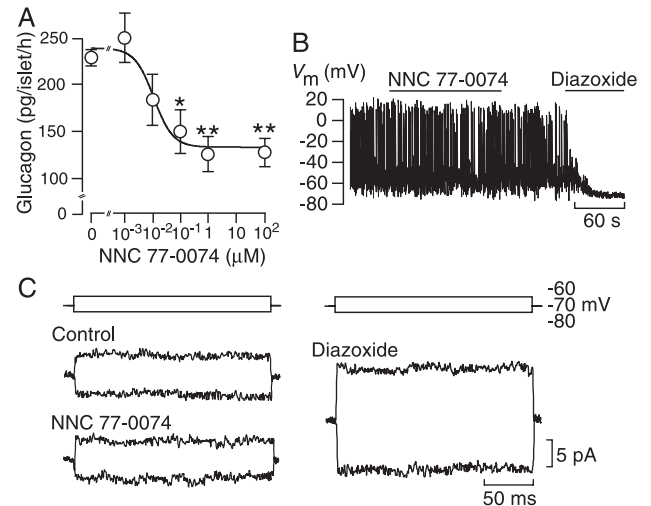 A
Glucagon (pg/islet/h)
250
200
150
100
0
*
**
**
0 10⁻³ 10⁻² 10⁻¹ 1 10 10²
NNC 77-0074 (μM)
B
Vm (mV)
NNC 77-0074 Diazoxide
20
0
-20
-40
-60
-80
60 s
C
-60
-70 mV
-80
Control
Diazoxide
NNC 77-0074
5 pA
50 ms